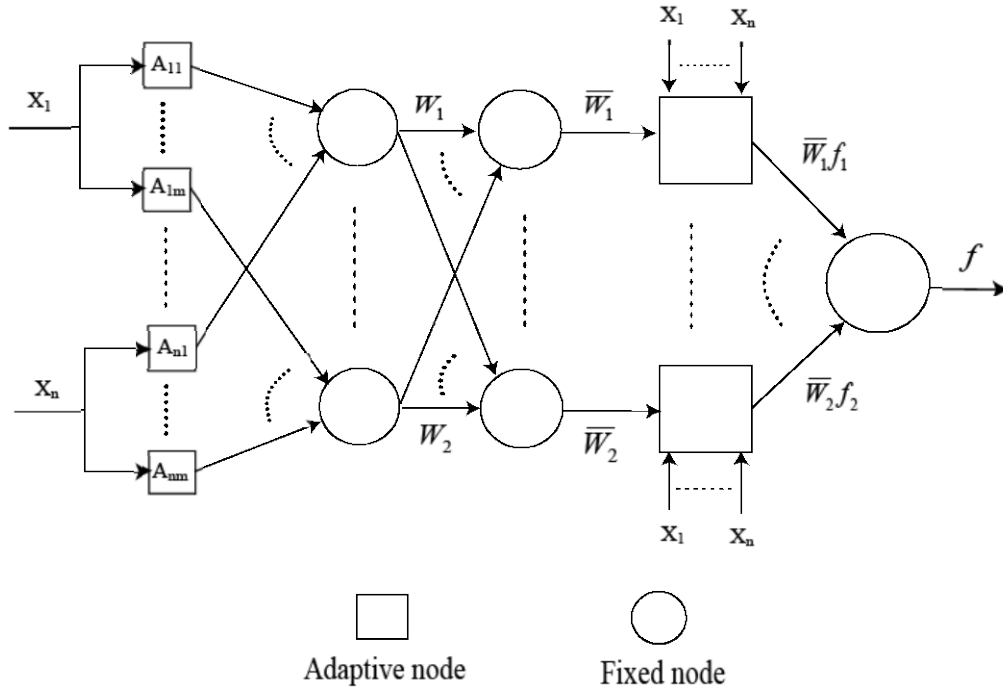 X₁ Xₙ
A₁₁
X₁
W₁
W̅₁
A₁ₘ
W̅₁f₁
f
Aₙ₁
Xₙ
W̅₂f₂
W₂
W̅₂
Aₙₘ
X₁ Xₙ
Adaptive node
Fixed node